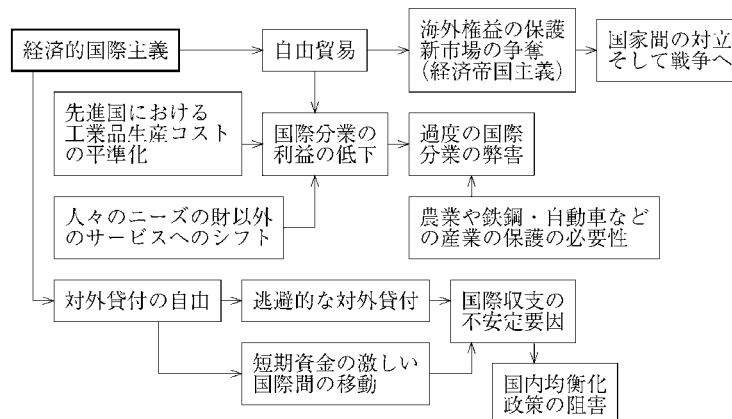 経済的国際主義
自由貿易
海外権益の保護
新市場の争奪
(経済帝国主義)
国家間の対立
そして戦争へ
先進国における
工業品生産コスト
の平準化
国際分業の
利益の低下
過度の国際
分業の弊害
人々のニーズの財以外
のサービスへのシフト
農業や鉄鋼・自動車など
の産業の保護の必要性
対外貸付の自由
逃避的な対外貸付
国際収支の
不安定要因
短期資金の激しい
国際間の移動
国内均衡化
政策の阻害